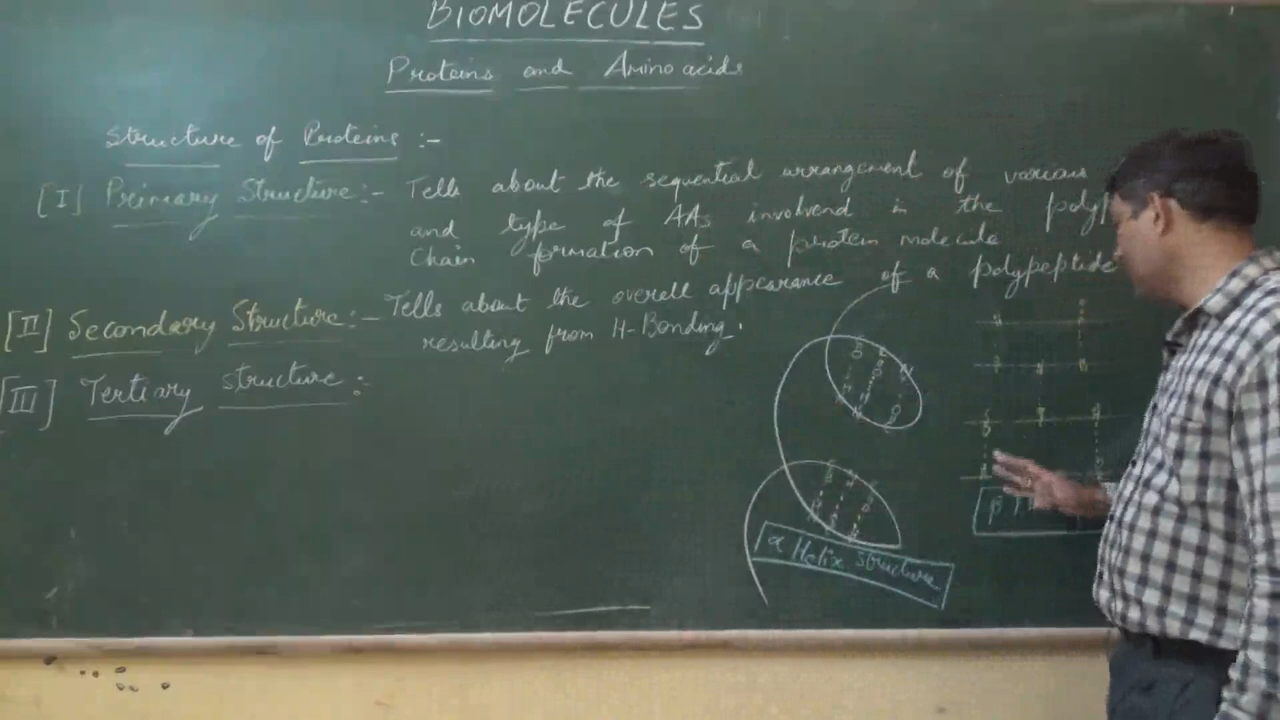 BIOMOLECULES
Proteins and Amino acids
Structure of Proteins :-
[I] Primary Structure :- Tells about the sequential arrangement of various
and type of AAs involvend in the polyp
Chain formation of a protein molecule
[II] Secondary Structure :- Tells about the overall appearance of a polypeptide
resulting from H-Bonding.
[III] Tertiary structure :-
α Helix structure
β